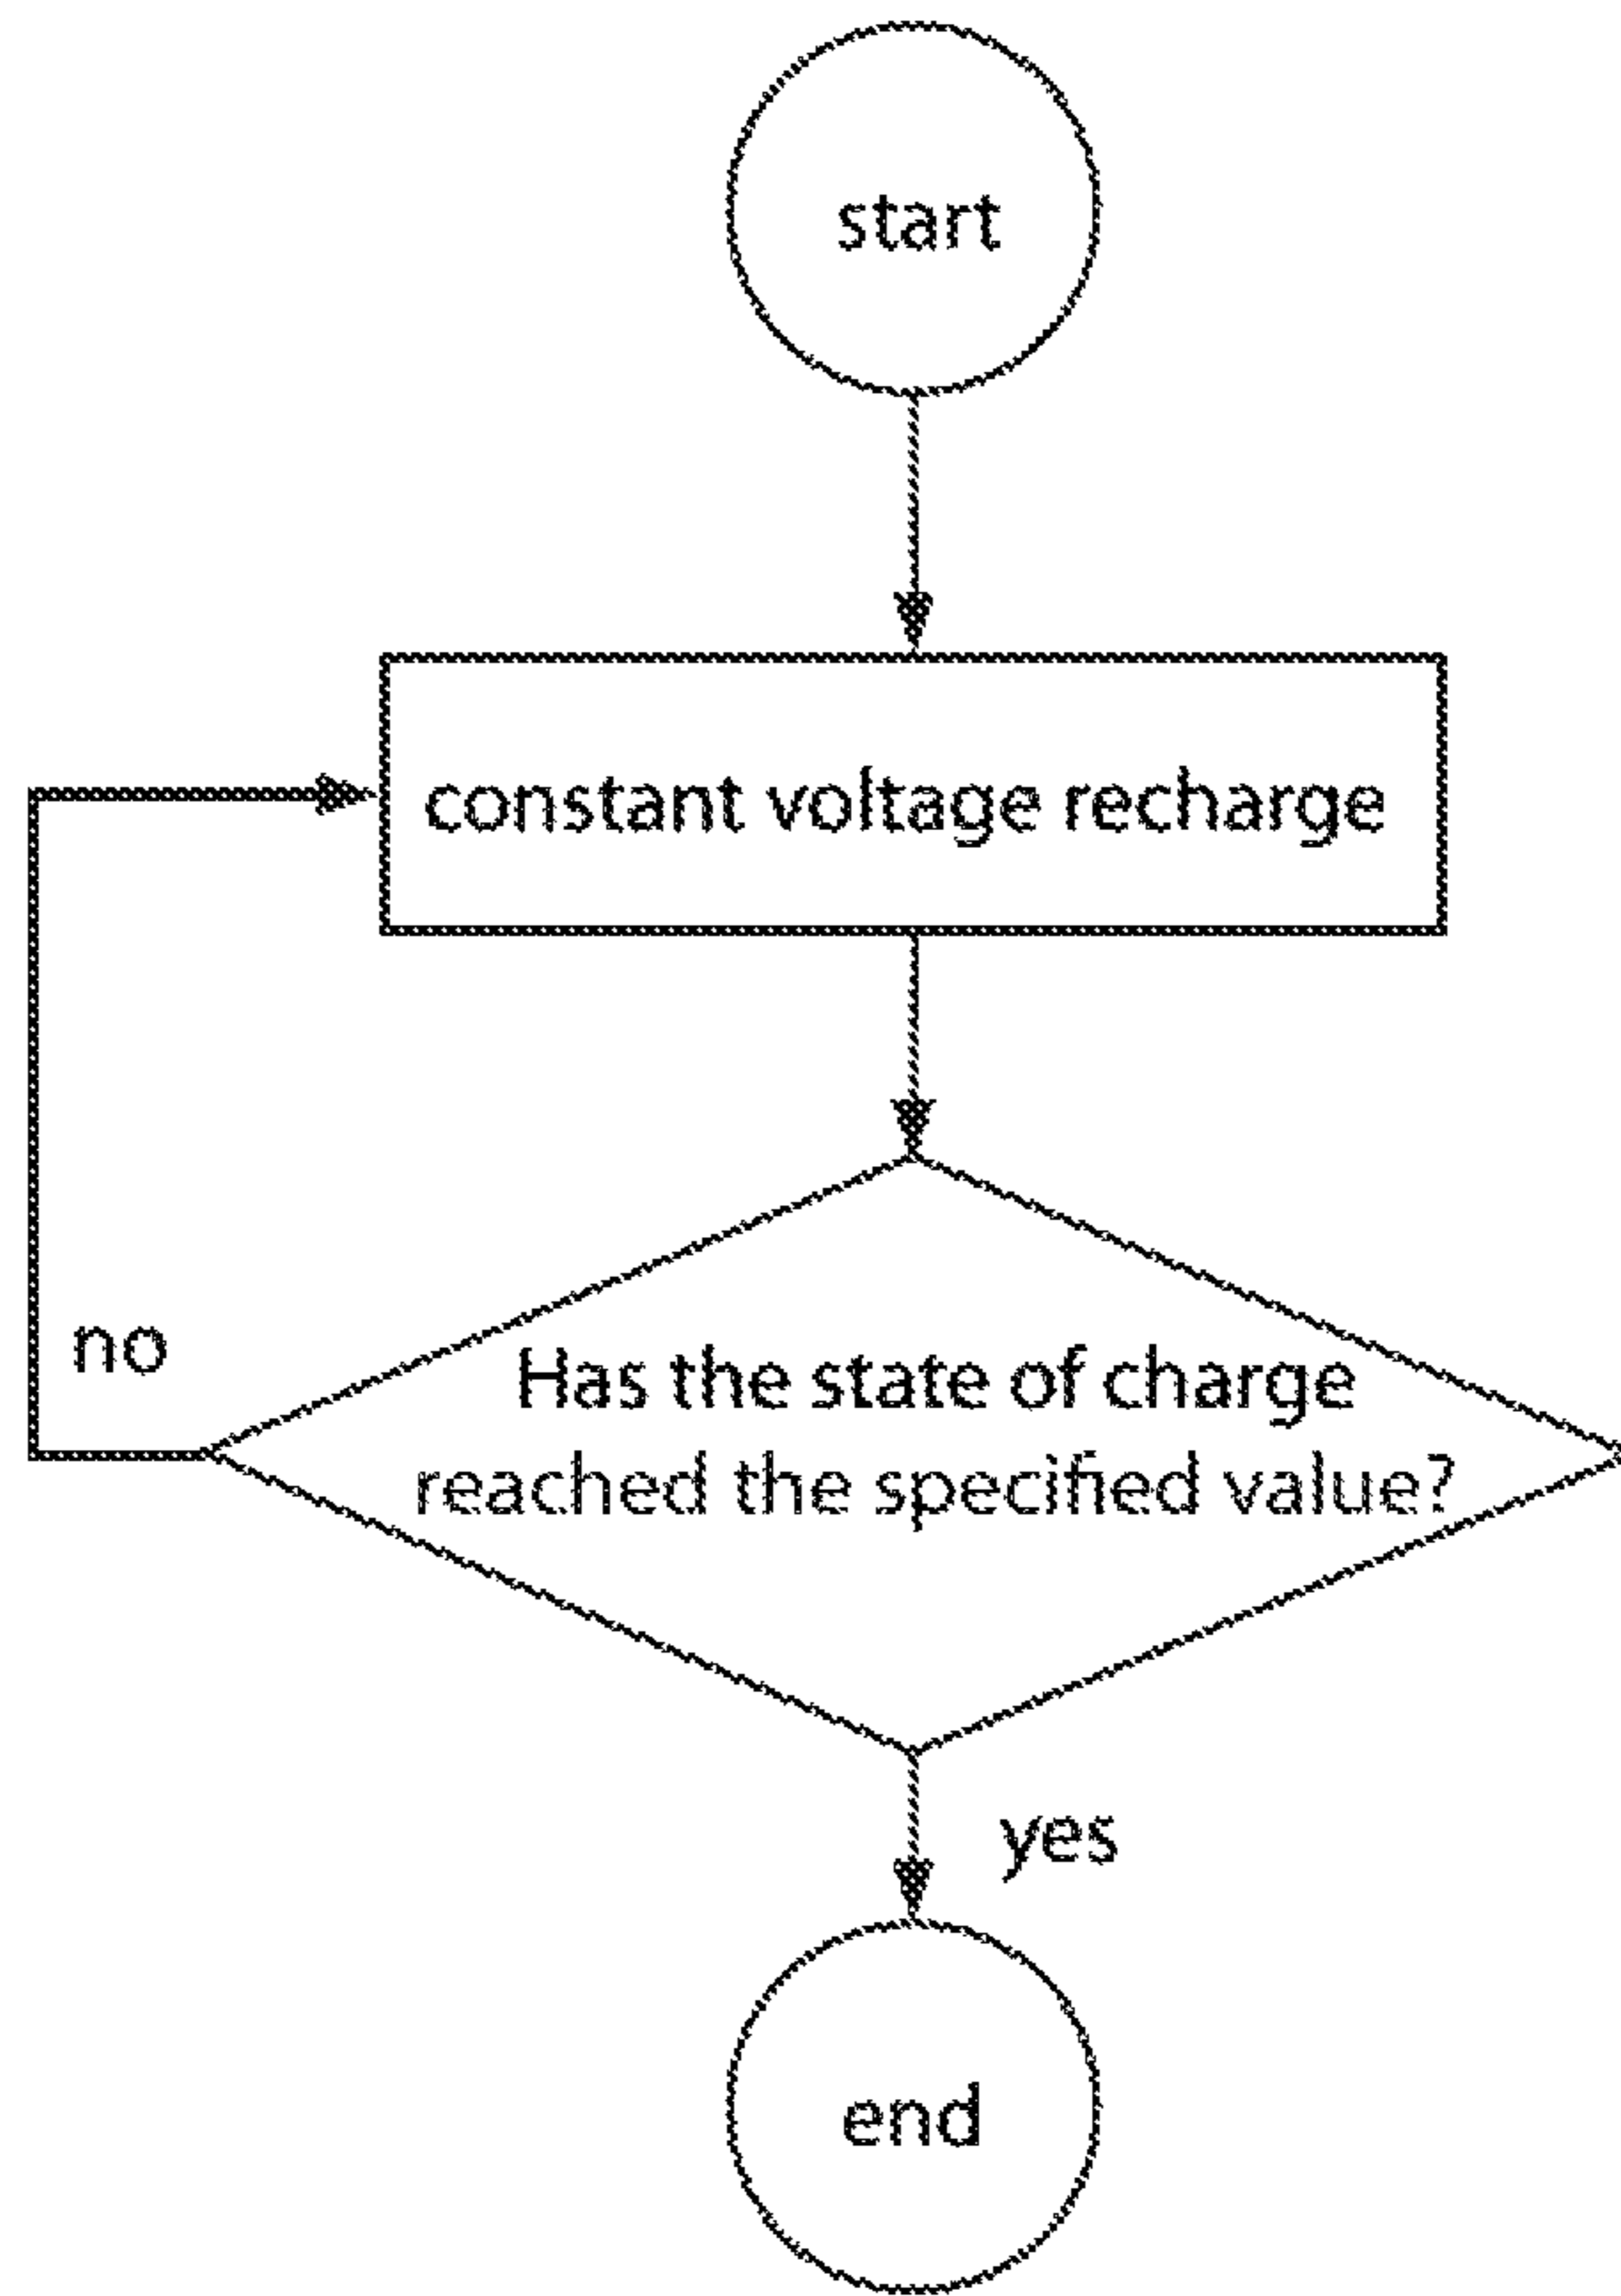 start
constant voltage recharge
no
Has the state of charge
reached the specified value?
yes
end